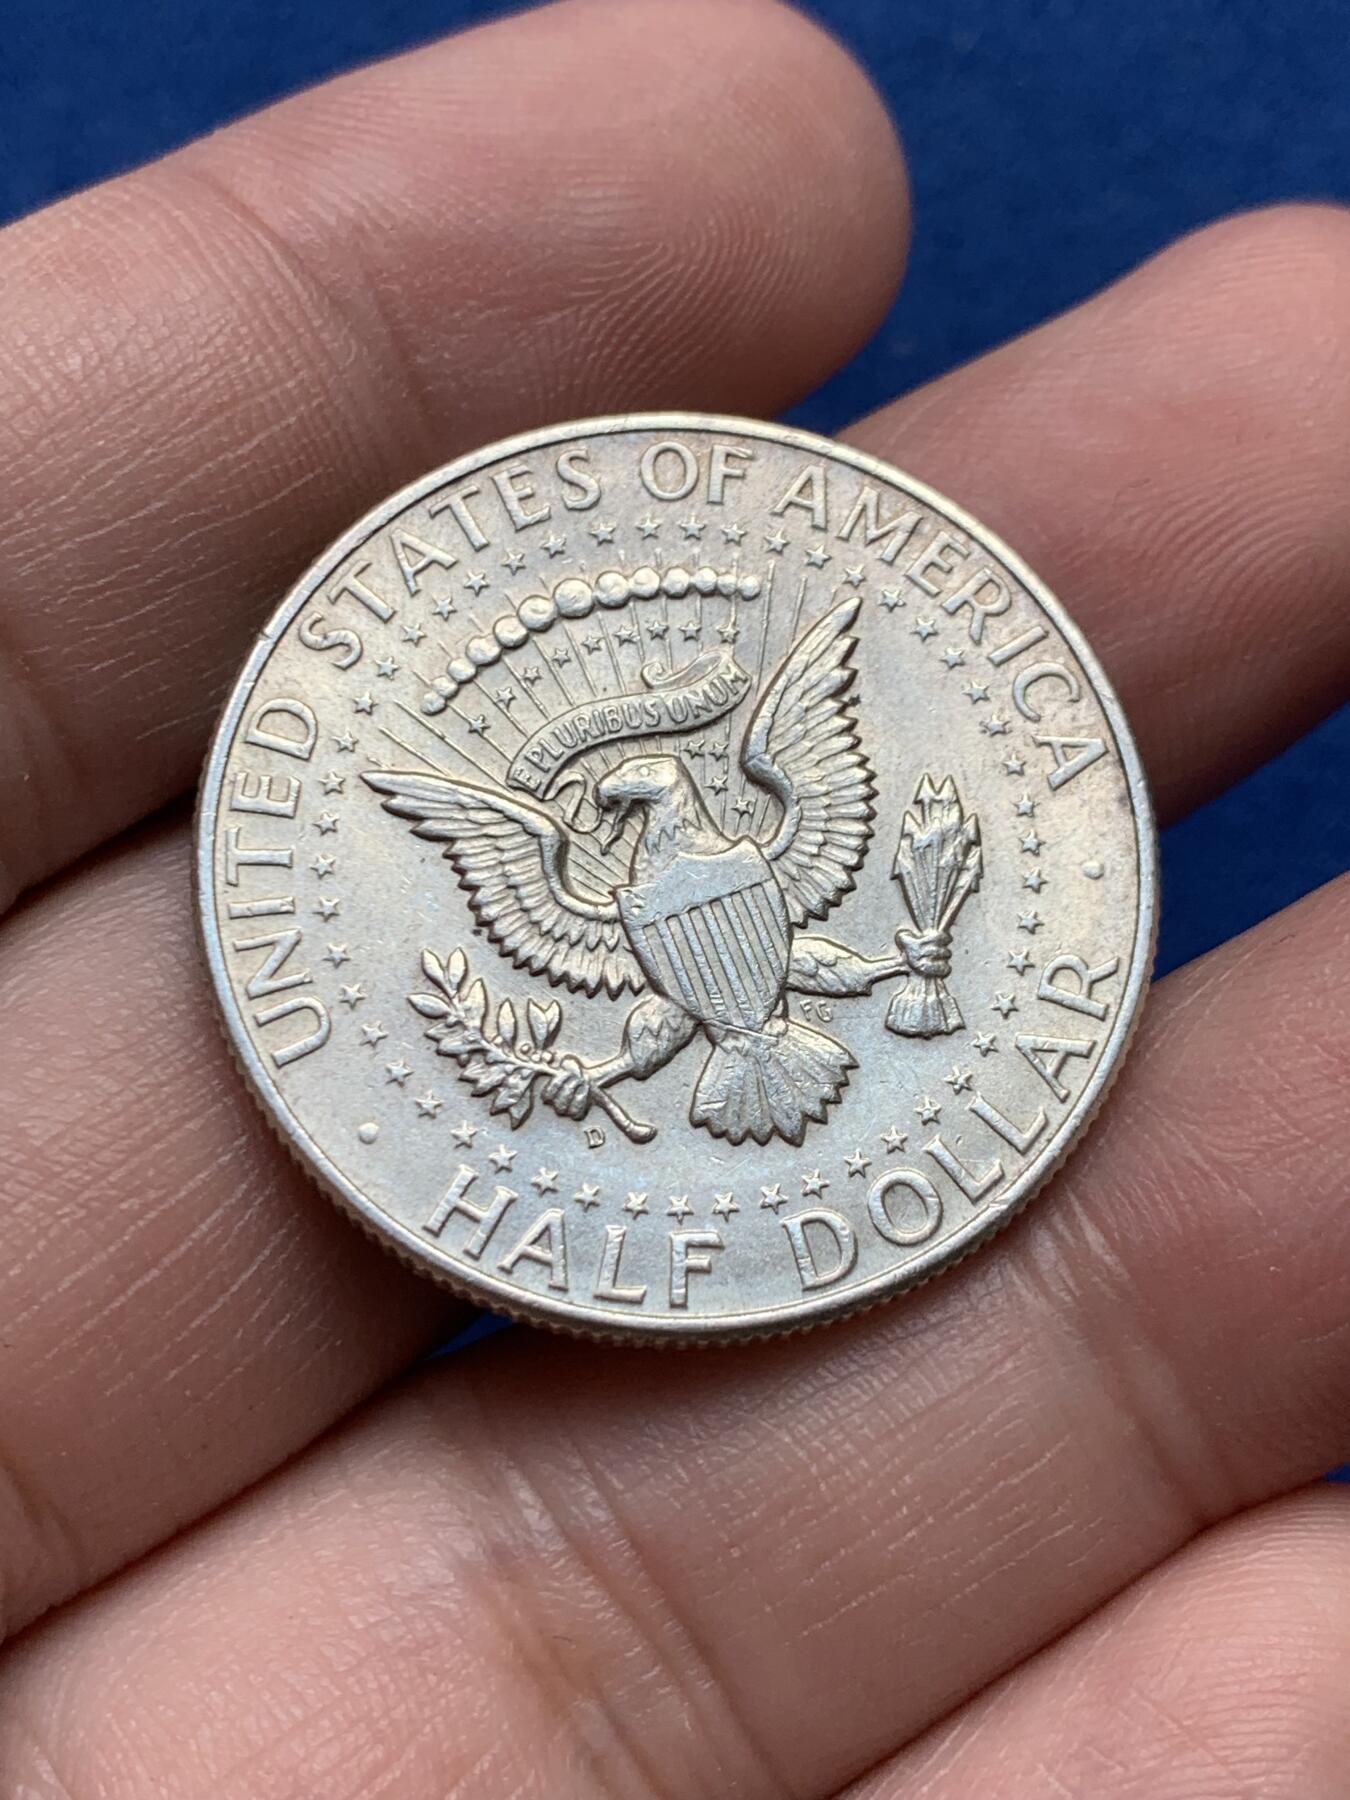 UNITED STATES OF AMERICA
E PLURIBUS UNUM
FG
D
· HALF DOLLAR ·